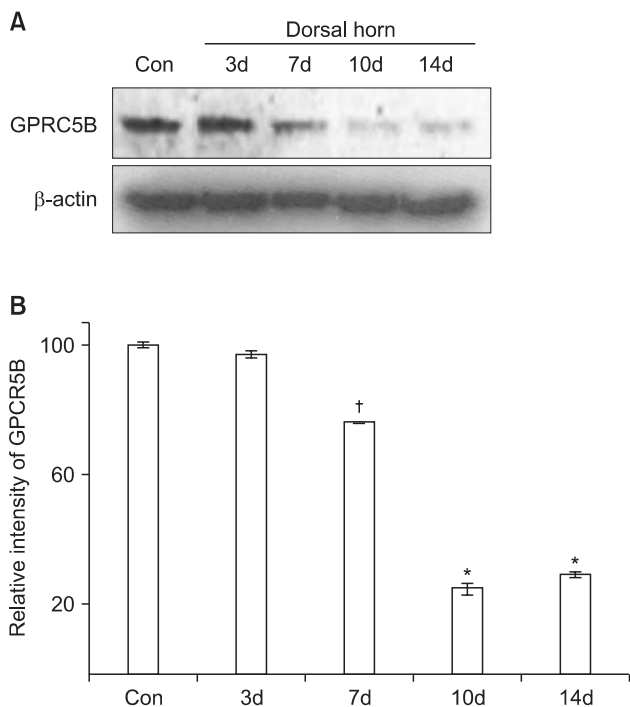 A
Dorsal horn
Con 3d 7d 10d 14d
GPRC5B
β-actin
B
Relative intensity of GPCR5B
100
60
20
†
*
*
Con 3d 7d 10d 14d